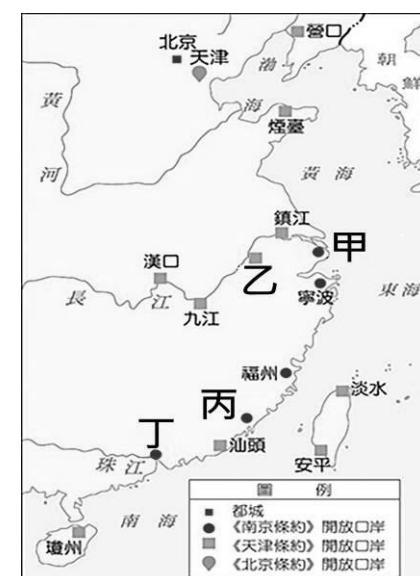 營口
北京
天津
渤海
朝鮮
黃河
煙臺
黃海
鎮江
甲
漢口
乙
寧波
長江
九江
東海
福州
淡水
丙
丁
汕頭
安平
珠江
南海
瓊州
圖例
都城
《南京條約》開放口岸
《天津條約》開放口岸
《北京條約》開放口岸